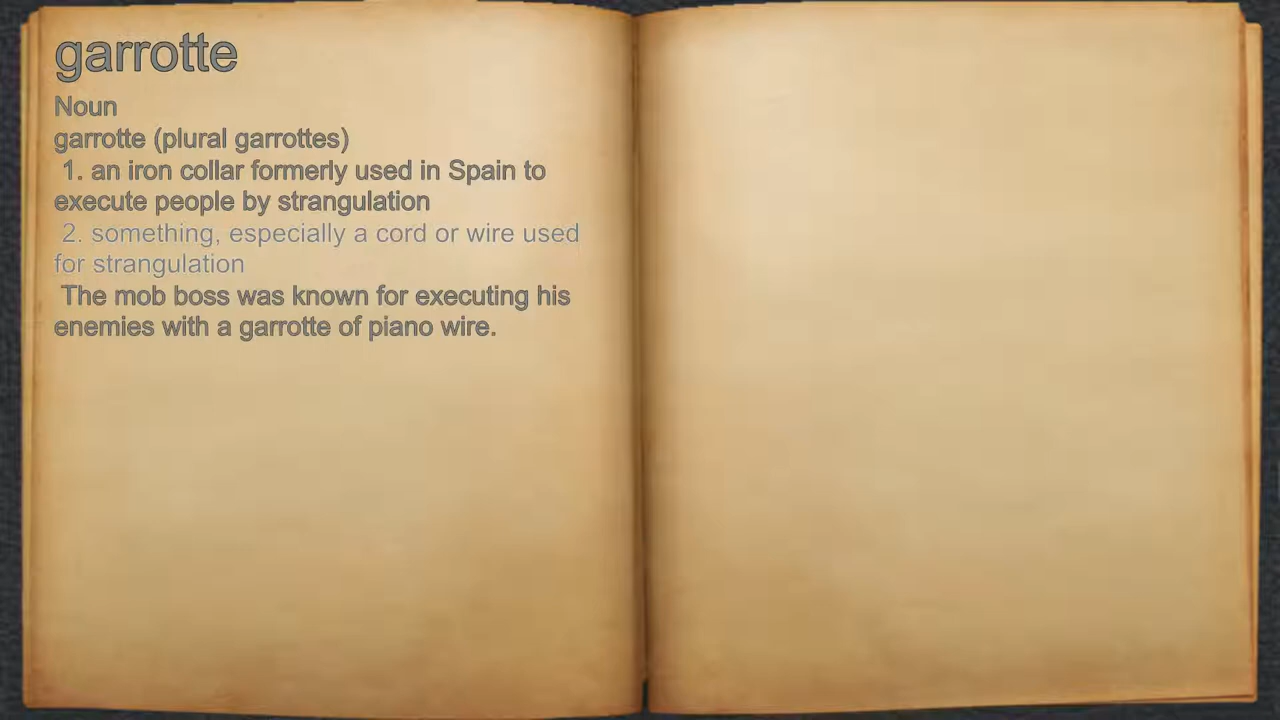 garrotte
Noun
garrotte (plural garrottes)
1. an iron collar formerly used in Spain to
execute people by strangulation
2. something, especially a cord or wire used
for strangulation
The mob boss was known for executing his
enemies with a garrotte of piano wire.